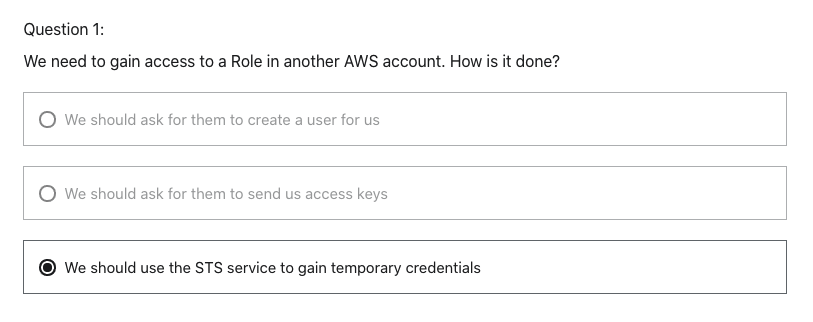 Question 1:
We need to gain access to a Role in another AWS account. How is it done?
We should ask for them to create a user for us
We should ask for them to send us access keys
We should use the STS service to gain temporary credentials